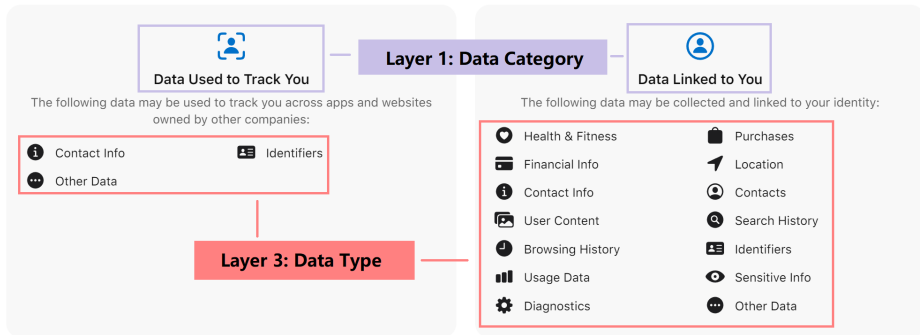 Data Used to Track You
The following data may be used to track you across apps and websites
owned by other companies:
Contact Info
Identifiers
Other Data
Layer 1: Data Category
Layer 3: Data Type
Data Linked to You
The following data may be collected and linked to your identity:
Health & Fitness
Purchases
Financial Info
Location
Contact Info
Contacts
User Content
Search History
Browsing History
Identifiers
Usage Data
Sensitive Info
Diagnostics
Other Data